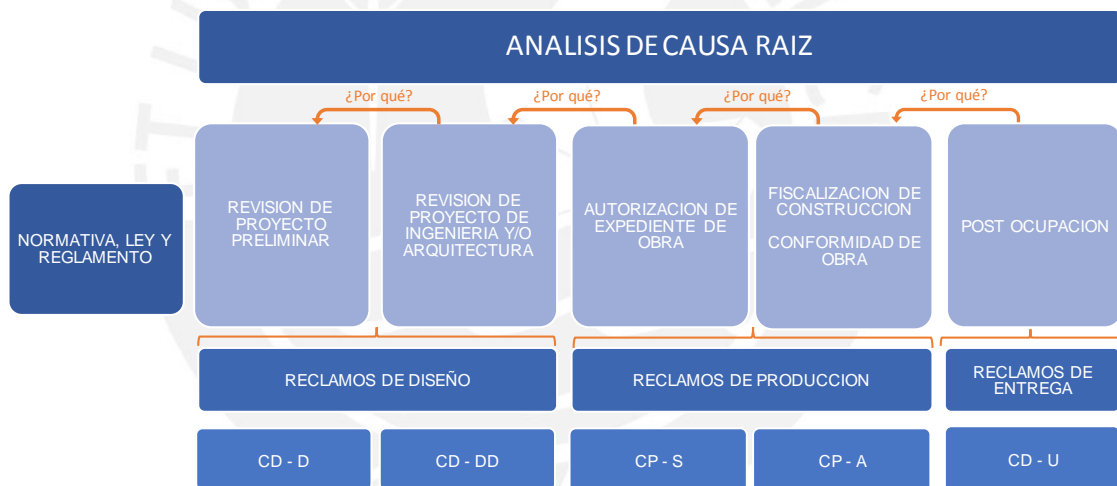 ANALISIS DE CAUSA RAIZ
¿Por qué?
¿Por qué?
¿Por qué?
¿Por qué?
NORMATIVA, LEY Y
REGLAMENTO
REVISION DE
PROYECTO
PRELIMINAR
REVISION DE
PROYECTO DE
INGENIERIA Y/O
ARQUITECTURA
AUTORIZACION DE
EXPEDIENTE DE
OBRA
FISCALIZACION DE
CONSTRUCCION
CONFORMIDAD DE
OBRA
POST OCUPACION
RECLAMOS DE DISEÑO
RECLAMOS DE PRODUCCION
RECLAMOS DE
ENTREGA
CD - D
CD - DD
CP - S
CP - A
CD - U